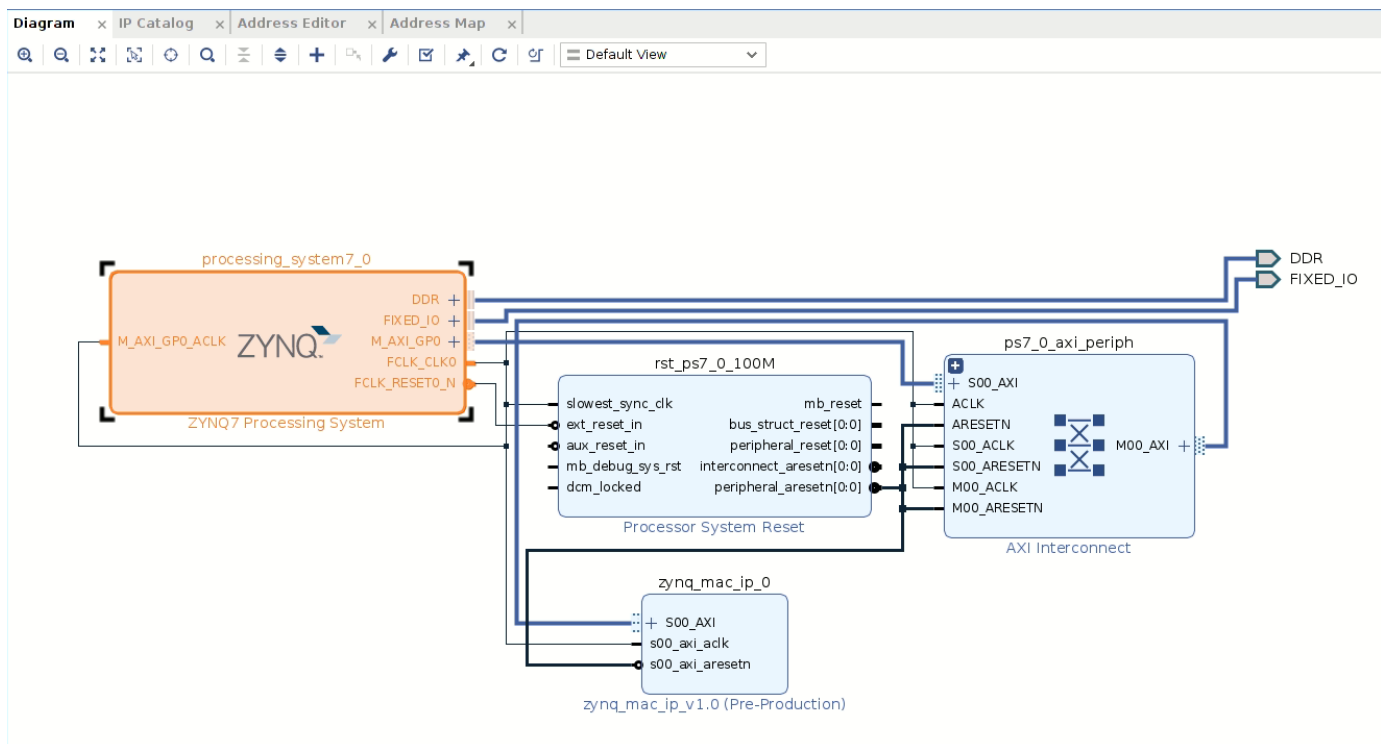 Diagram
IP Catalog
Address Editor
Address Map
Default View
processing_system7_0
DDR
FIXED_IO
M_AXI_GP0_ACLK
ZYNQ
M_AXI_GP0
FCLK_CLK0
FCLK_RESET0_N
ZYNQ7 Processing System
rst_ps7_0_100M
slowest_sync_clk
mb_reset
ext_reset_in
bus_struct_reset[0:0]
aux_reset_in
peripheral_reset[0:0]
mb_debug_sys_rst
interconnect_aresetn[0:0]
dcm_locked
peripheral_aresetn[0:0]
Processor System Reset
ps7_0_axi_periph
S00_AXI
ACLK
ARESETN
S00_ACLK
M00_AXI
S00_ARESETN
M00_ACLK
M00_ARESETN
AXI Interconnect
DDR
FIXED_IO
zynq_mac_ip_0
S00_AXI
s00_axi_aclk
s00_axi_aresetn
zynq_mac_ip_v1.0 (Pre-Production)